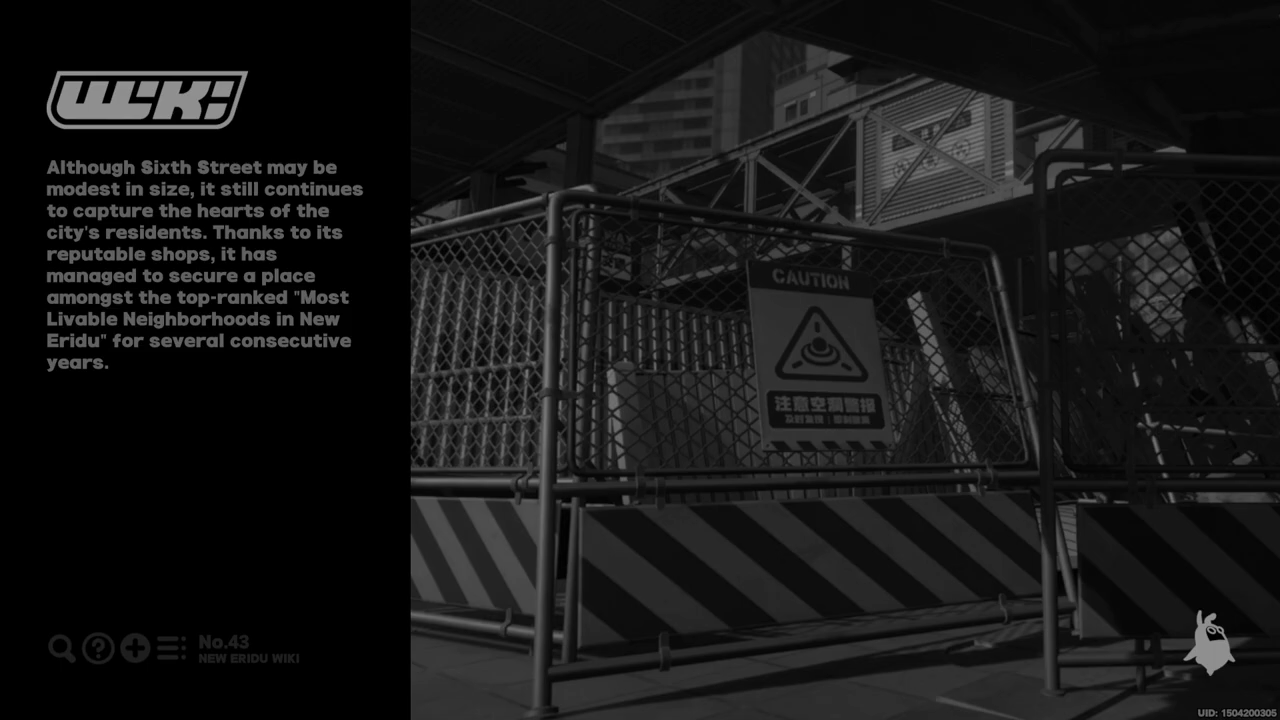 WiKi
Although Sixth Street may be
modest in size, it still continues
to capture the hearts of the
city's residents. Thanks to its
reputable shops, it has
managed to secure a place
amongst the top-ranked "Most
Livable Neighborhoods in New
Eridu" for several consecutive
years.
CAUTION
注意空洞警报
No.43
NEW ERIDU WIKI
UID: 1504200305